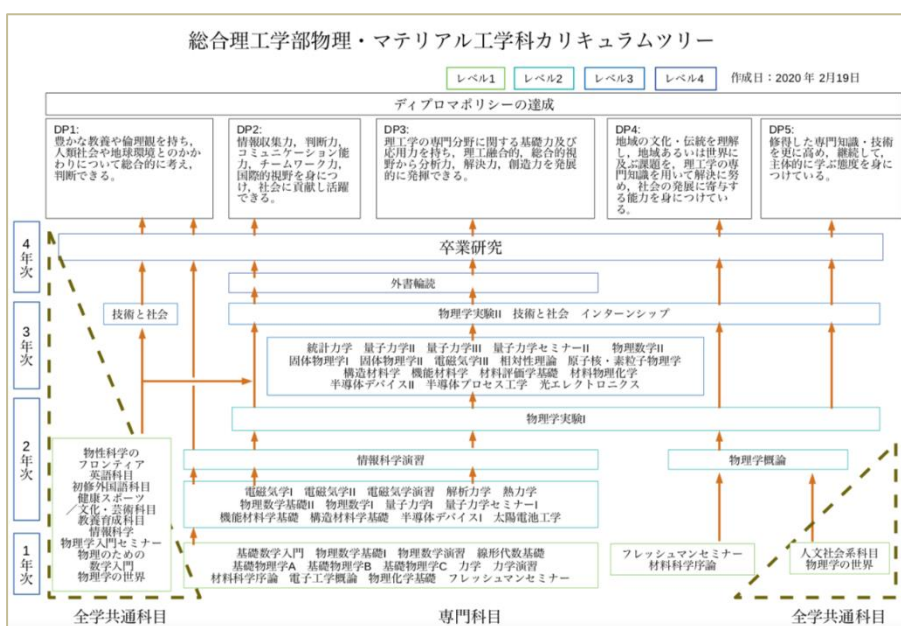 総合理工学部物理・マテリアル工学科カリキュラムツリー
レベル1
レベル2
レベル3
レベル4
作成日：2020 年 2月19日
ディプロマポリシーの達成
DP1:
豊かな教養や倫理観を持ち,
人類社会や地球環境とのかか
わりについて総合的に考え,
判断できる。
DP2:
情報収集力, 判断力,
コミュニケーション能
力, チームワーク力,
国際的視野を身につ
け, 社会に貢献し活躍
できる。
DP3:
理工学の専門分野に関する基礎力及び
応用力を持ち, 理工融合的, 総合的視
野から分析力, 解決力, 創造力を発展
的に発揮できる。
DP4:
地域の文化・伝統を理解
し, 地域あるいは世界に
及ぶ課題を, 理工学の専
門知識を用いて解決に努
め, 社会の発展に寄与す
る能力を身につけてい
る。
DP5:
修得した専門知識・技術
を更に高め, 継続して,
主体的に学ぶ態度を身に
つけている。
4年次
卒業研究
外書輪読
3年次
技術と社会
物理学実験II 技術と社会 インターンシップ
統計力学 量子力学II 量子力学III 量子力学セミナーII 物理数学II
固体物理学I 固体物理学II 電磁気学III 相対性理論 原子核・素粒子物理学
構造材料学 機能材料学 材料評価学基礎 材料物理化学
半導体デバイスII 半導体プロセス工学 光エレクトロニクス
2年次
物理学実験I
情報科学演習
物理学概論
電磁気学I 電磁気学II 電磁気学演習 解析力学 熱力学
物理数学基礎II 物理数学I 量子力学I 量子力学セミナーI
機能材料学基礎 構造材料学基礎 半導体デバイスI 太陽電池工学
物性科学の
フロンティア
英語科目
初修外国語科目
健康スポーツ
／文化・芸術科目
教養育成科目
情報科学
物理学入門セミナー
物理のための
数学入門
物理学の世界
1年次
基礎数学入門 物理数学基礎I 物理数学演習 線形代数基礎
基礎物理学A 基礎物理学B 基礎物理学C 力学 力学演習
材料科学序論 電子工学概論 物理化学基礎 フレッシュマンセミナー
フレッシュマンセミナー
材料科学序論
人文社会系科目
物理学の世界
全学共通科目
専門科目
全学共通科目